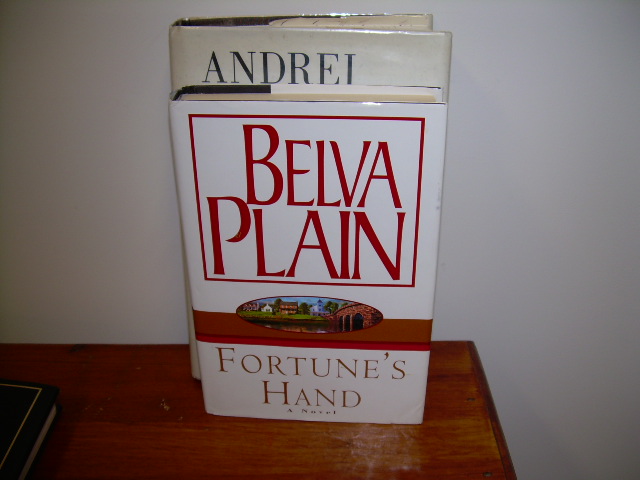 ANDREI
BELVA
PLAIN
FORTUNE'S
HAND
A Novel